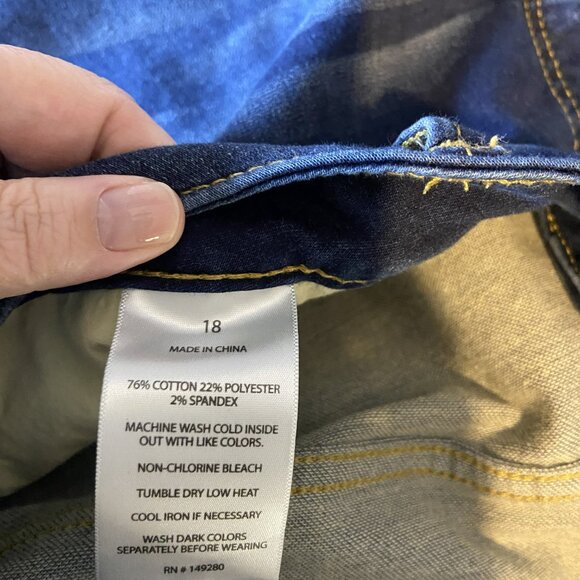 18
MADE IN CHINA
76% COTTON 22% POLYESTER
2% SPANDEX
MACHINE WASH COLD INSIDE
OUT WITH LIKE COLORS.
NON-CHLORINE BLEACH
TUMBLE DRY LOW HEAT
COOL IRON IF NECESSARY
WASH DARK COLORS
SEPARATELY BEFORE WEARING
RN # 149280